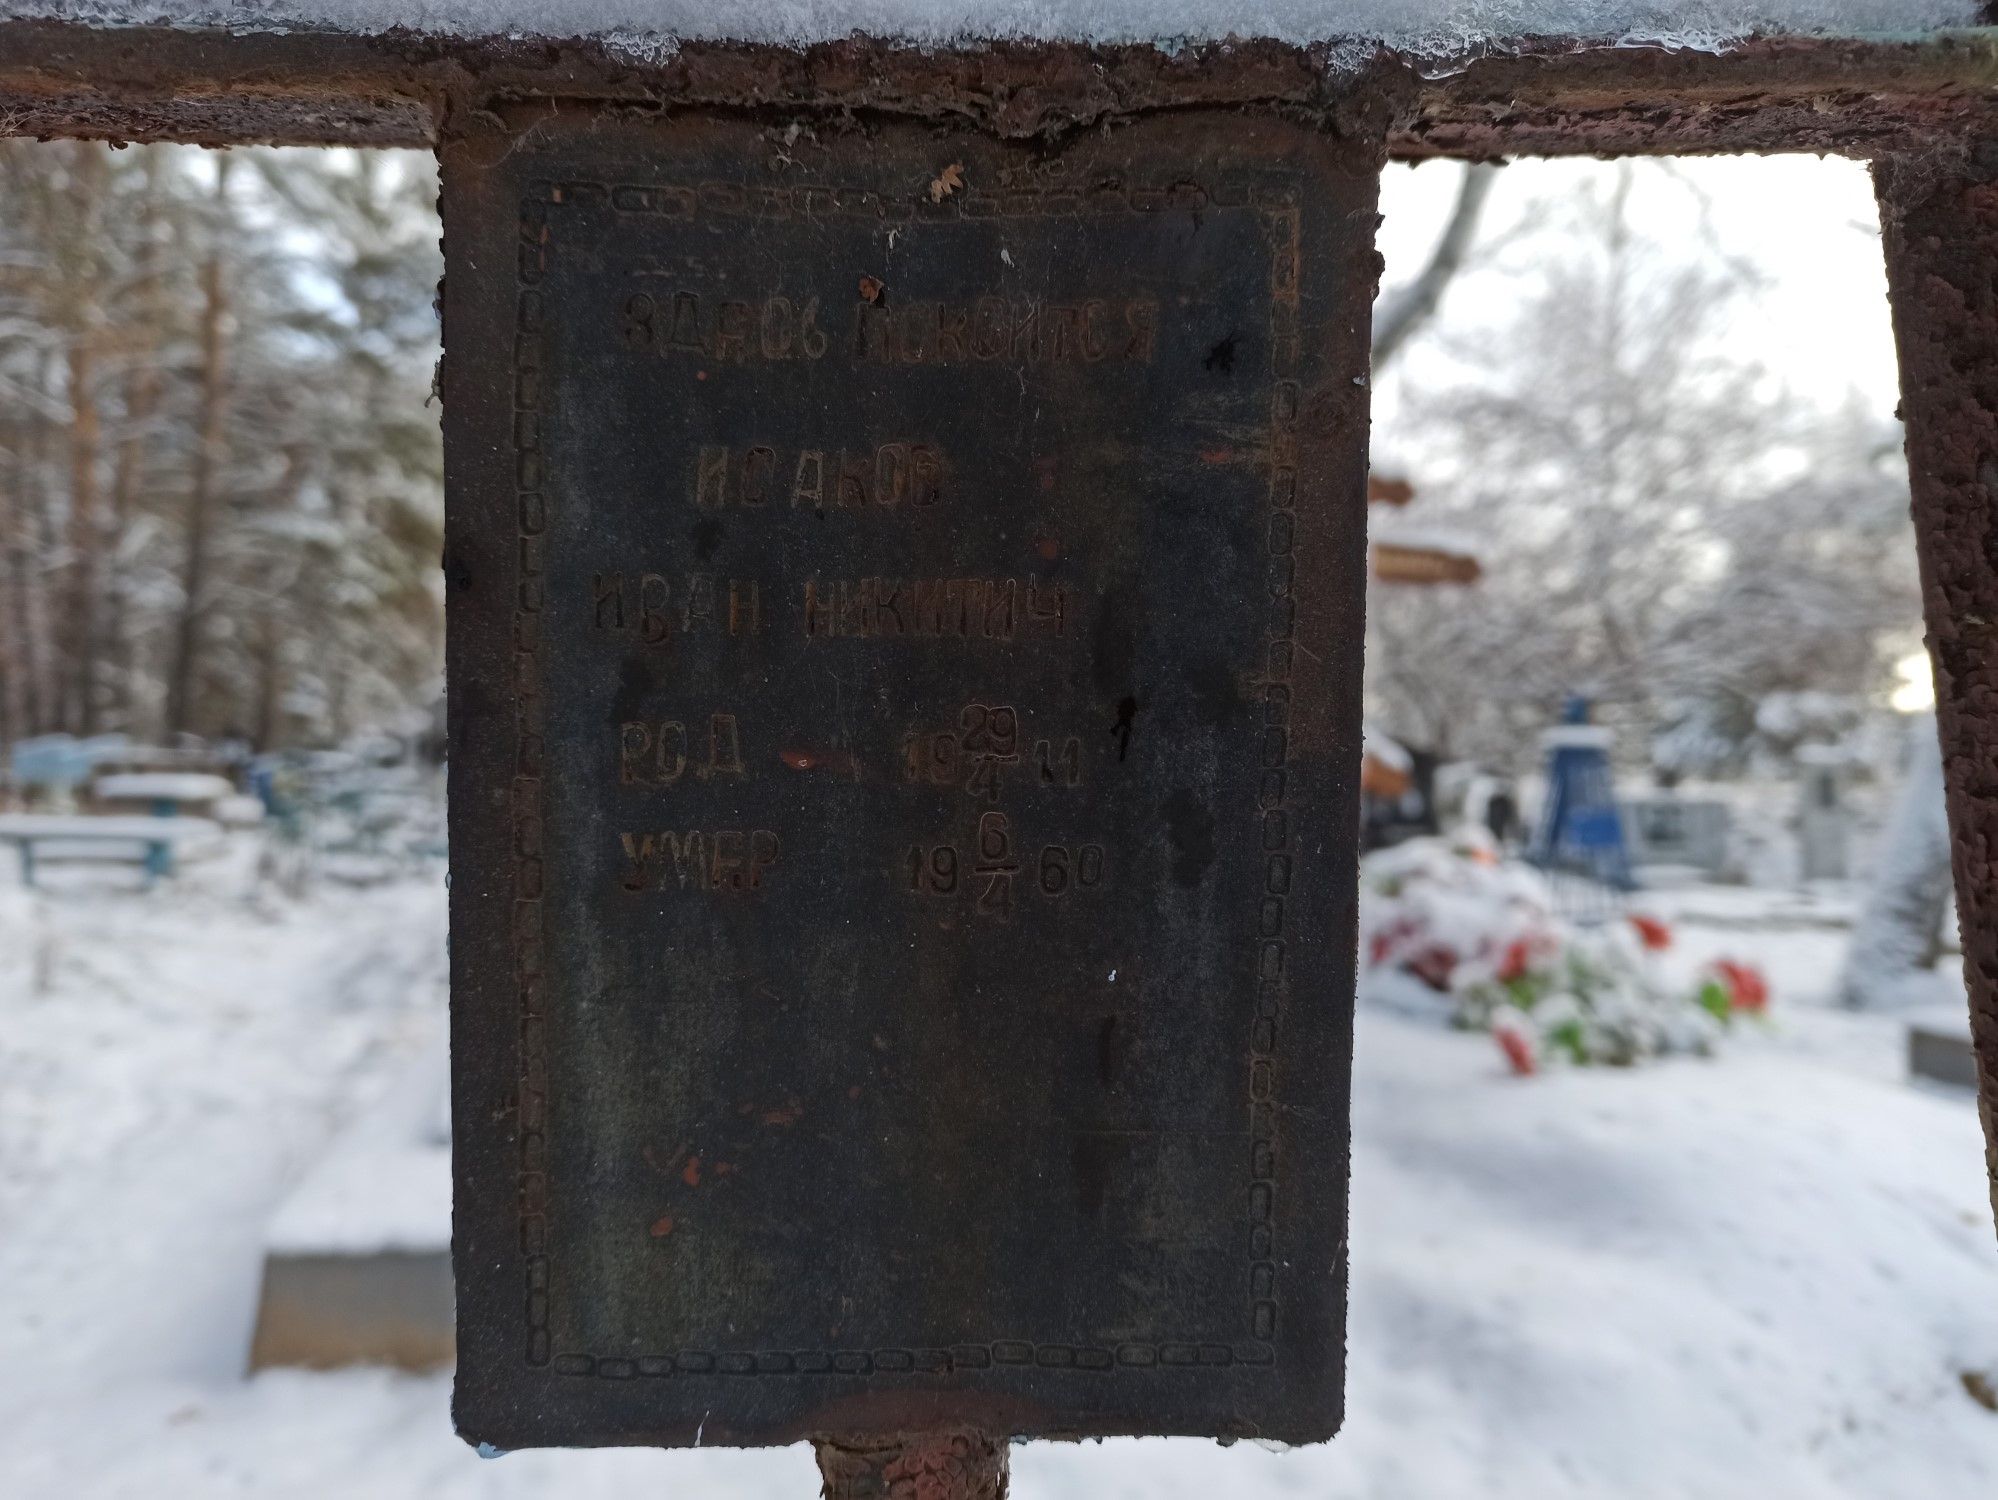 ЗДЕСЬ ПОКОИТСЯ
ИСАКОВ
ИВАН НИКИТИЧ
РОД - 19 29/4 11
УМЕР 19 6/4 60